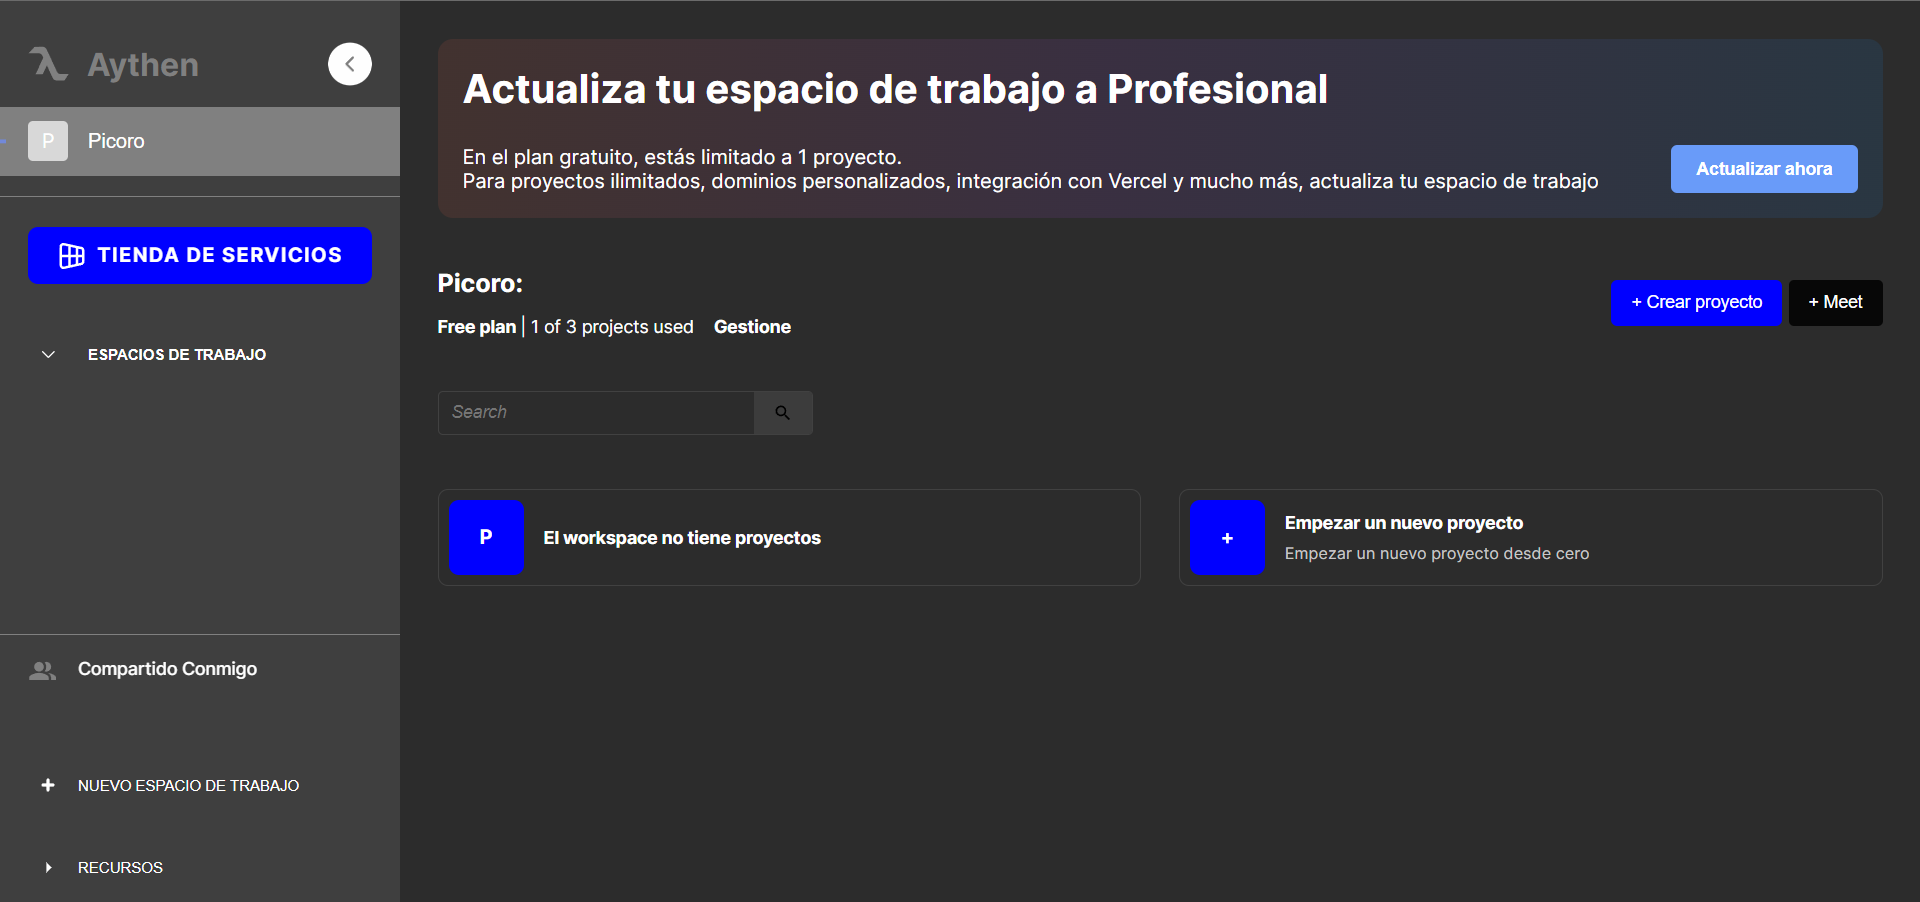 Aythen
P
Picoro
TIENDA DE SERVICIOS
ESPACIOS DE TRABAJO
Compartido Conmigo
NUEVO ESPACIO DE TRABAJO
RECURSOS
Actualiza tu espacio de trabajo a Profesional
En el plan gratuito, estás limitado a 1 proyecto.
Para proyectos ilimitados, dominios personalizados, integración con Vercel y mucho más, actualiza tu espacio de trabajo
Actualizar ahora
Picoro:
Free plan | 1 of 3 projects used Gestione
+ Crear proyecto
+ Meet
Search
P
El workspace no tiene proyectos
+
Empezar un nuevo proyecto
Empezar un nuevo proyecto desde cero